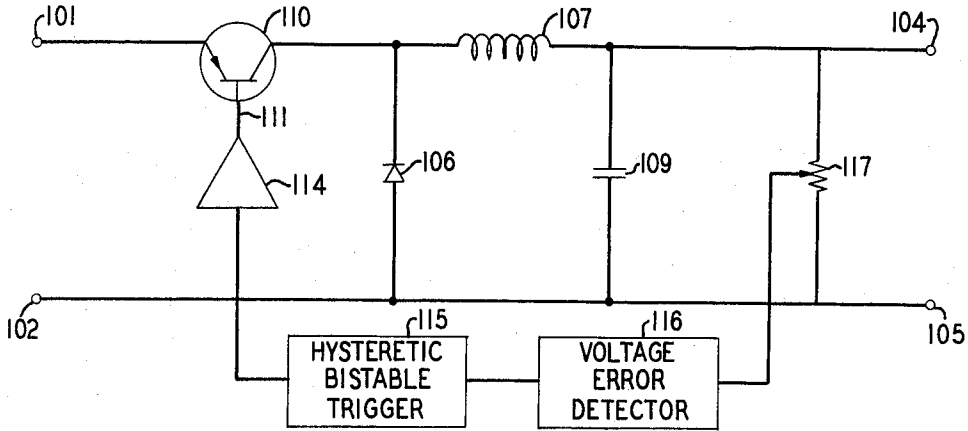 101
110
107
104
111
114
106
109
117
102
105
115
HYSTERETIC
BISTABLE
TRIGGER
116
VOLTAGE
ERROR
DETECTOR